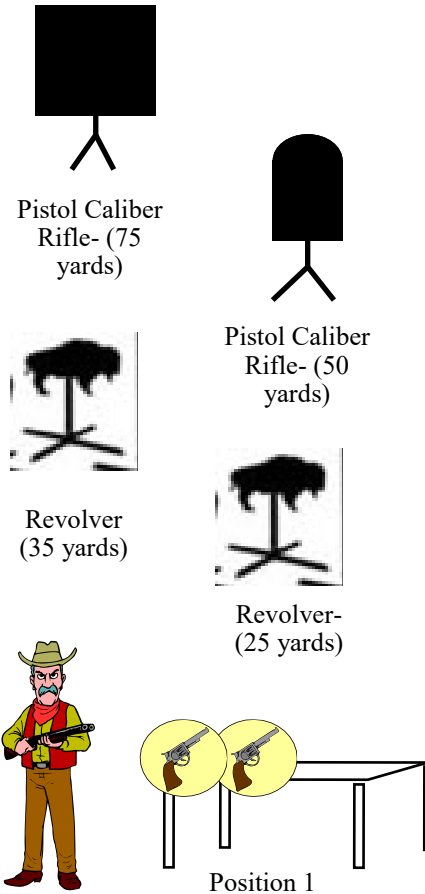 Pistol Caliber
Rifle- (75
yards)
Pistol Caliber
Rifle- (50
yards)
Revolver
(35 yards)
Revolver-
(25 yards)
Position 1